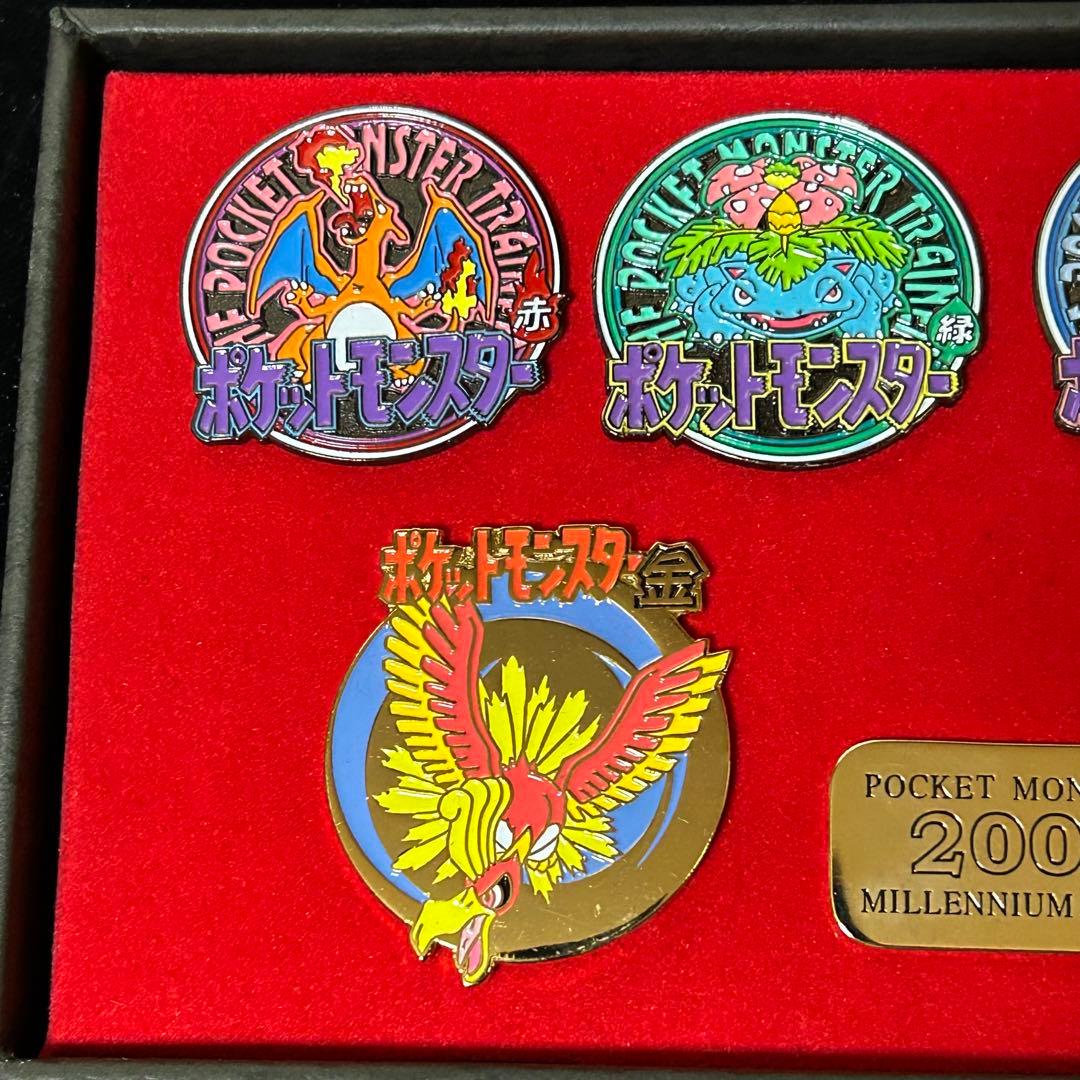 THE POCKET MONSTER TRAINE
赤
ポケットモンスター
THE POCKET MONSTER TRAINE
緑
ポケットモンスター
ポケットモンスター金
POCKET MON
200
MILLENNIUM